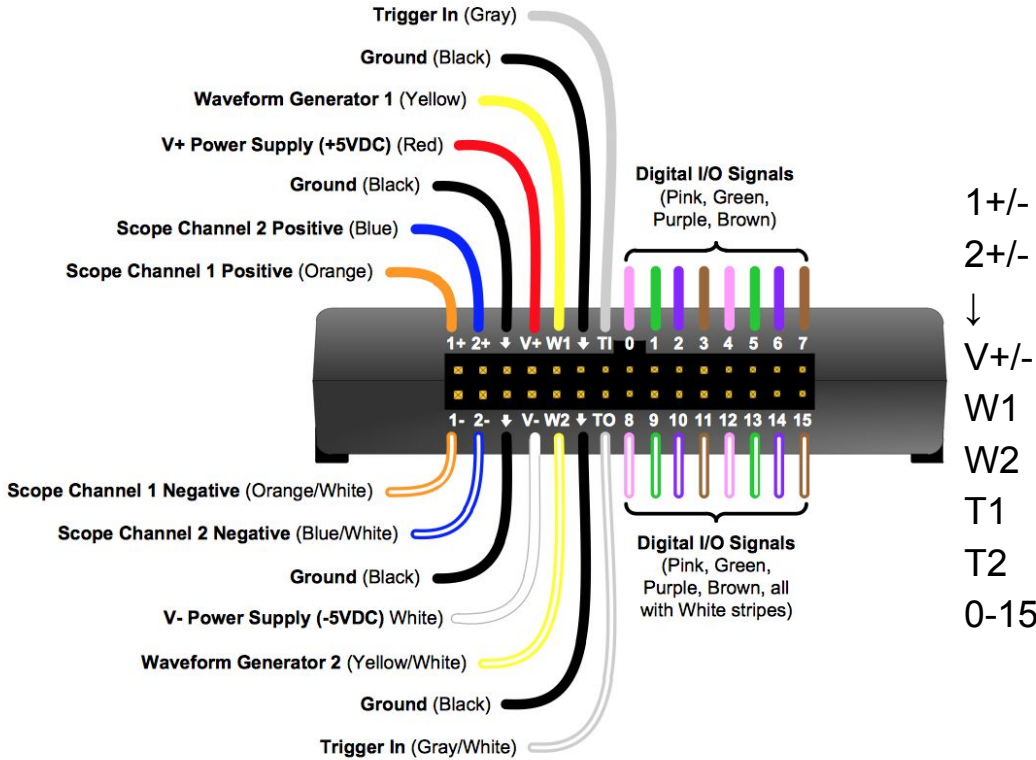 Trigger In (Gray)
Ground (Black)
Waveform Generator 1 (Yellow)
V+ Power Supply (+5VDC) (Red)
Ground (Black)
Scope Channel 2 Positive (Blue)
Scope Channel 1 Positive (Orange)
Digital I/O Signals
(Pink, Green,
Purple, Brown)
1+ 2+ ↓ V+ W1 ↓ TI 0 1 2 3 4 5 6 7
1- 2- ↓ V- W2 ↓ TO 8 9 10 11 12 13 14 15
Scope Channel 1 Negative (Orange/White)
Scope Channel 2 Negative (Blue/White)
Ground (Black)
V- Power Supply (-5VDC) White)
Waveform Generator 2 (Yellow/White)
Ground (Black)
Trigger In (Gray/White)
Digital I/O Signals
(Pink, Green,
Purple, Brown, all
with White stripes)
1+/-
2+/-
↓
V+/-
W1
W2
T1
T2
0-15